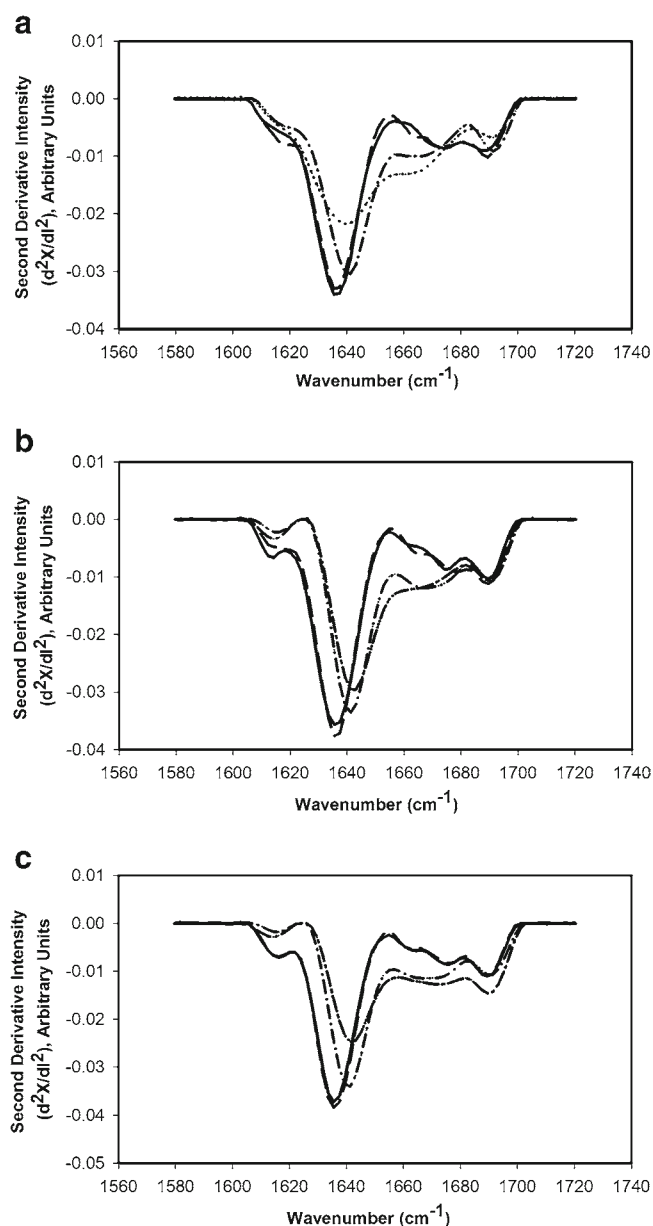 a
0.01
0.00
-0.01
-0.02
-0.03
-0.04
Second Derivative Intensity
(d²X/dI²), Arbitrary Units
1560 1580 1600 1620 1640 1660 1680 1700 1720 1740
Wavenumber (cm⁻¹)
b
0.01
0.00
-0.01
-0.02
-0.03
-0.04
Second Derivative Intensity
(d²X/dI²), Arbitrary Units
1560 1580 1600 1620 1640 1660 1680 1700 1720 1740
Wavenumber (cm⁻¹)
c
0.01
0.00
-0.01
-0.02
-0.03
-0.04
-0.05
Second Derivative Intensity
(d²X/dI²), Arbitrary Units
1560 1580 1600 1620 1640 1660 1680 1700 1720 1740
Wavenumber (cm⁻¹)